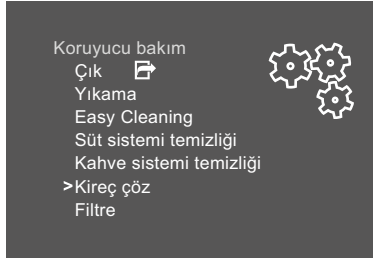 Koruyucu bakım
Çık
Yıkama
Easy Cleaning
Süt sistemi temizliği
Kahve sistemi temizliği
>Kireç çöz
Filtre